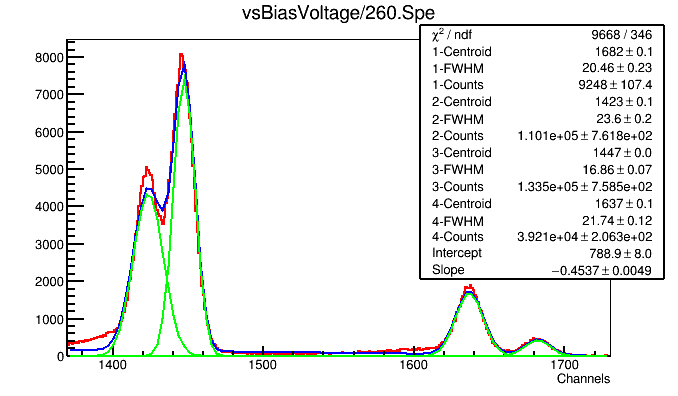 vsBiasVoltage/260.Spe
χ² / ndf 9668 / 346
1-Centroid 1682 ± 0.1
1-FWHM 20.46 ± 0.23
1-Counts 9248 ± 107.4
2-Centroid 1423 ± 0.1
2-FWHM 23.6 ± 0.2
2-Counts 1.101e+05 ± 7.618e+02
3-Centroid 1447 ± 0.0
3-FWHM 16.86 ± 0.07
3-Counts 1.335e+05 ± 7.585e+02
4-Centroid 1637 ± 0.1
4-FWHM 21.74 ± 0.12
4-Counts 3.921e+04 ± 2.063e+02
Intercept 788.9 ± 8.0
Slope −0.4537 ± 0.0049
8000
7000
6000
5000
4000
3000
2000
1000
0
1400 1500 1600 1700
Channels